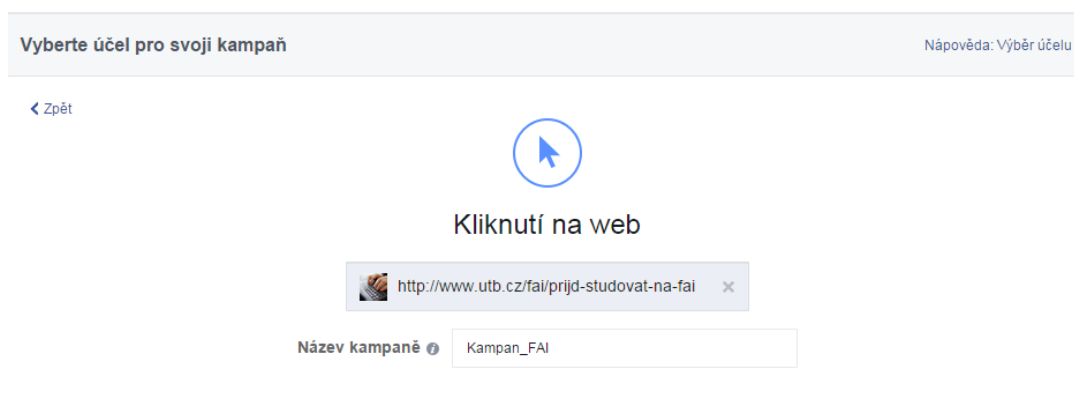 Vyberte účel pro svoji kampaň
Nápověda: Výběr účelu
Zpět
Kliknutí na web
http://www.utb.cz/fai/prijd-studovat-na-fai
Název kampaně
Kampan_FAI